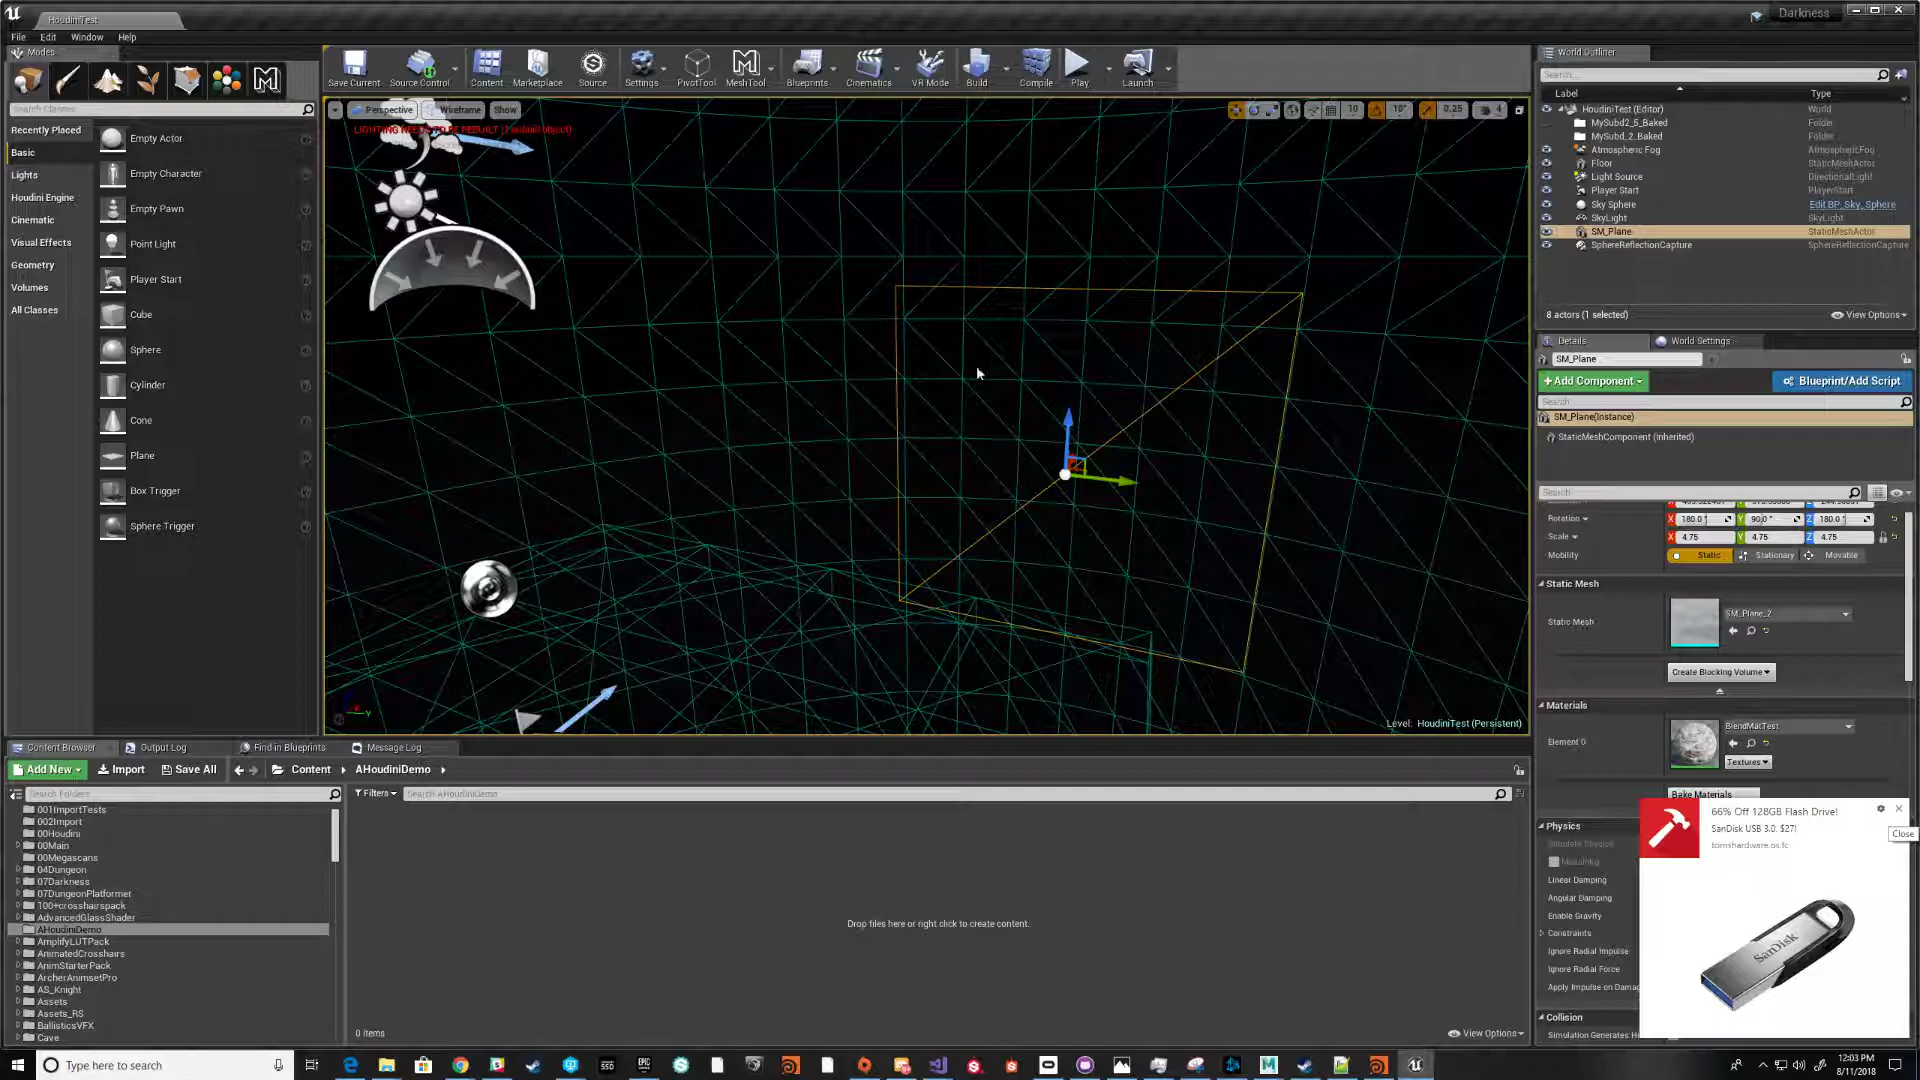 HoudiniTest
Darkness
File Edit Window Help
Modes
Search Classes
Recently Placed
Basic
Lights
Houdini Engine
Cinematic
Visual Effects
Geometry
Volumes
All Classes
Empty Actor
Empty Character
Empty Pawn
Point Light
Player Start
Cube
Sphere
Cylinder
Cone
Plane
Box Trigger
Sphere Trigger
Save Current Source Control Content Marketplace Source Settings PivotTool MeshTool Blueprints Cinematics VR Mode Build Compile Play Launch
Perspective Wireframe Show
10 10° 0.25 4
LIGHTING NEEDS TO BE REBUILT (1 unbuilt object)
Level: HoudiniTest (Persistent)
World Outliner
Search...
Label Type
HoudiniTest (Editor) World
MySubd2_5_Baked Folder
MySubd_2_Baked Folder
Atmospheric Fog AtmosphericFog
Floor StaticMeshActor
Light Source DirectionalLight
Player Start PlayerStart
Sky Sphere Edit BP_Sky_Sphere
SkyLight SkyLight
SM_Plane StaticMeshActor
SphereReflectionCapture SphereReflectionCapture
8 actors (1 selected) View Options
Details World Settings
SM_Plane
+Add Component Blueprint/Add Script
Search
SM_Plane(Instance)
StaticMeshComponent (Inherited)
Search
Rotation X 180.0° Y 90.0° Z 180.0°
Scale X 4.75 Y 4.75 Z 4.75
Mobility Static Stationary Movable
Static Mesh
Static Mesh SM_Plane_2
Create Blocking Volume
Materials
Element 0 BlendMatTest
Textures
Bake Materials
Physics
Simulate Physics
MassInKg
Linear Damping
Angular Damping
Enable Gravity
Constraints
Ignore Radial Impulse
Ignore Radial Force
Apply Impulse on Damag
Collision
Simulation Generates H
66% Off 128GB Flash Drive!
SanDisk USB 3.0. $27!
tomshardware.os.tc
Close
SanDisk
Content Browser Output Log Find in Blueprints Message Log
Add New Import Save All Content AHoudiniDemo
Search Folders
Filters Search AHoudiniDemo
001ImportTests
002Import
00Houdini
00Main
00Megascans
04Dungeon
07Darkness
07DungeonPlatformer
100+crosshairspack
AdvancedGlassShader
AHoudiniDemo
AmplifyLUTPack
AnimatedCrosshairs
AnimStarterPack
ArcherAnimsetPro
AS_Knight
Assets
Assets_RS
BallisticsVFX
Cave
Drop files here or right click to create content.
0 items View Options
Type here to search
SSD
EPIC
12:03 PM
8/11/2018